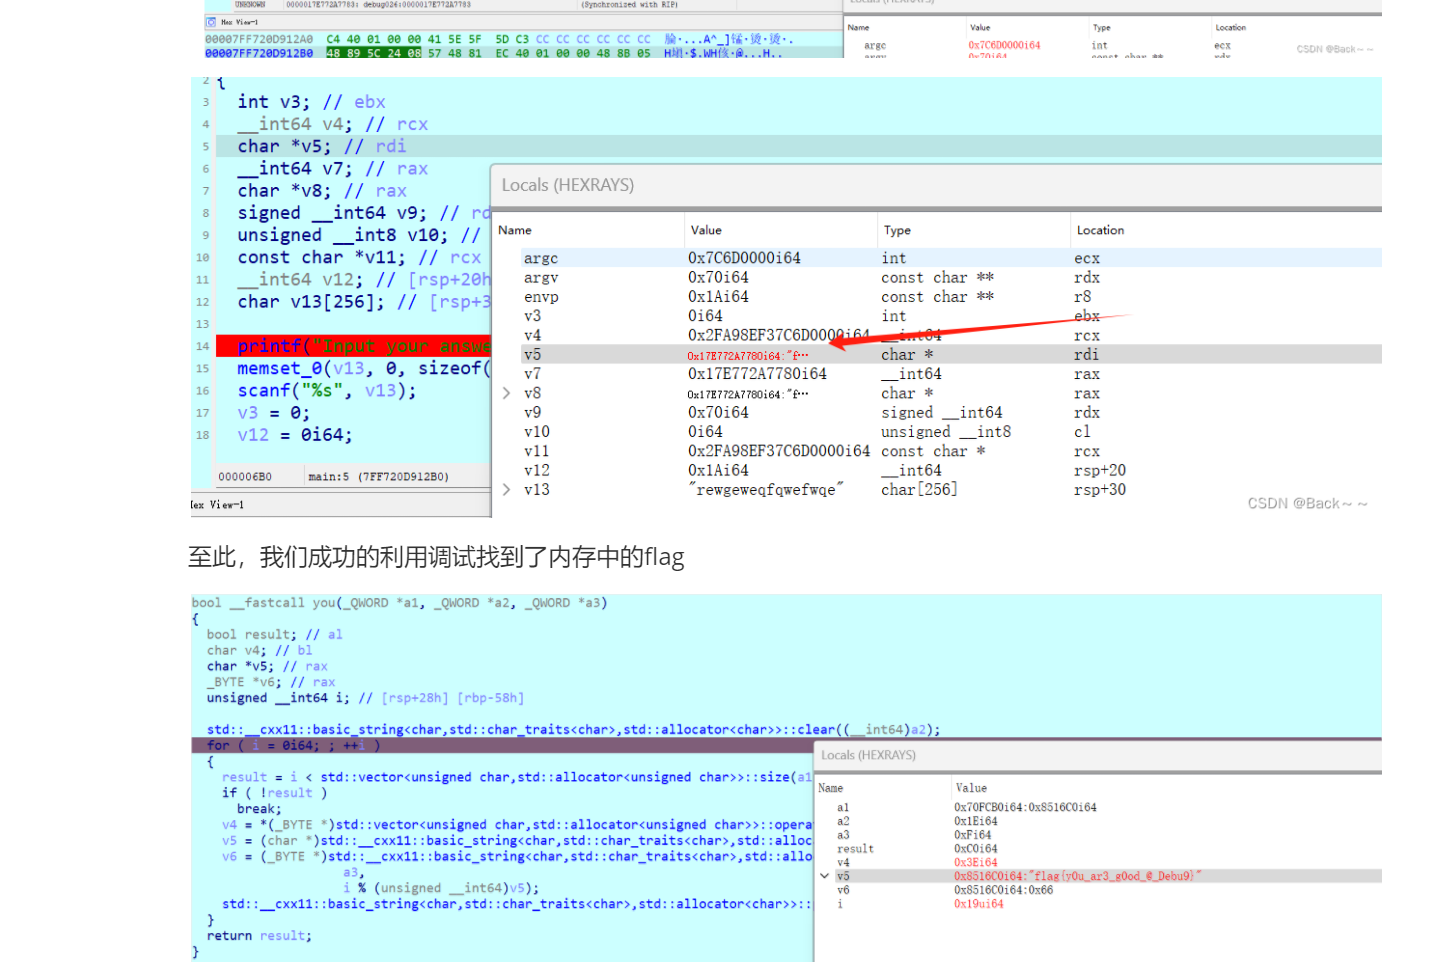 UNKNOWN 0000017E772A7783: debug026:0000017E772A7783 (Synchronized with RIP)
Hex View-1
00007FF720D912A0 C4 40 01 00 00 41 5E 5F 5D C3 CC CC CC CC CC CC
00007FF720D912B0 48 89 5C 24 08 57 48 81 EC 40 01 00 00 48 8B 05
Locals (HEXRAYS)
Name Value Type Location
argc 0x7C6D0000i64 int ecx
argv 0x70i64 const char ** rdx
CSDN @Back~~
2 {
3 int v3; // ebx
4 __int64 v4; // rcx
5 char *v5; // rdi
6 __int64 v7; // rax
7 char *v8; // rax
8 signed __int64 v9; // rd
9 unsigned __int8 v10; //
10 const char *v11; // rcx
11 __int64 v12; // [rsp+20h
12 char v13[256]; // [rsp+3
13
14 printf("Input your answe
15 memset_0(v13, 0, sizeof(
16 scanf("%s", v13);
17 v3 = 0;
18 v12 = 0i64;
000006B0 main:5 (7FF720D912B0)
Hex View-1
Locals (HEXRAYS)
Name Value Type Location
argc 0x7C6D0000i64 int ecx
argv 0x70i64 const char ** rdx
envp 0x1Ai64 const char ** r8
v3 0i64 int ebx
v4 0x2FA98EF37C6D0000i64 __int64 rcx
v5 0x17E772A7780i64:"f… char * rdi
v7 0x17E772A7780i64 __int64 rax
v8 0x17E772A7780i64:"f… char * rax
v9 0x70i64 signed __int64 rdx
v10 0i64 unsigned __int8 cl
v11 0x2FA98EF37C6D0000i64 const char * rcx
v12 0x1Ai64 __int64 rsp+20
v13 "rewgeweqfqwefwqe" char[256] rsp+30
CSDN @Back~~
至此，我们成功的利用调试找到了内存中的flag
bool __fastcall you(_QWORD *a1, _QWORD *a2, _QWORD *a3)
{
bool result; // al
char v4; // bl
char *v5; // rax
_BYTE *v6; // rax
unsigned __int64 i; // [rsp+28h] [rbp-58h]
std::__cxx11::basic_string<char,std::char_traits<char>,std::allocator<char>>::clear((__int64)a2);
for ( i = 0i64; ; ++i )
{
result = i < std::vector<unsigned char,std::allocator<unsigned char>>::size(a1
if ( !result )
break;
v4 = *(_BYTE *)std::vector<unsigned char,std::allocator<unsigned char>>::opera
v5 = (char *)std::__cxx11::basic_string<char,std::char_traits<char>,std::alloc
v6 = (_BYTE *)std::__cxx11::basic_string<char,std::char_traits<char>,std::allo
a3,
i % (unsigned __int64)v5);
std::__cxx11::basic_string<char,std::char_traits<char>,std::allocator<char>>::
}
return result;
}
Locals (HEXRAYS)
Name Value
a1 0x70FCB0i64:0x8516C0i64
a2 0x1Ei64
a3 0xFi64
result 0xC0i64
v4 0x3Ei64
v5 0x8516C0i64:"flag{y0u_ar3_g0od_@_Debu9}"
v6 0x8516C0i64:0x66
i 0x19ui64